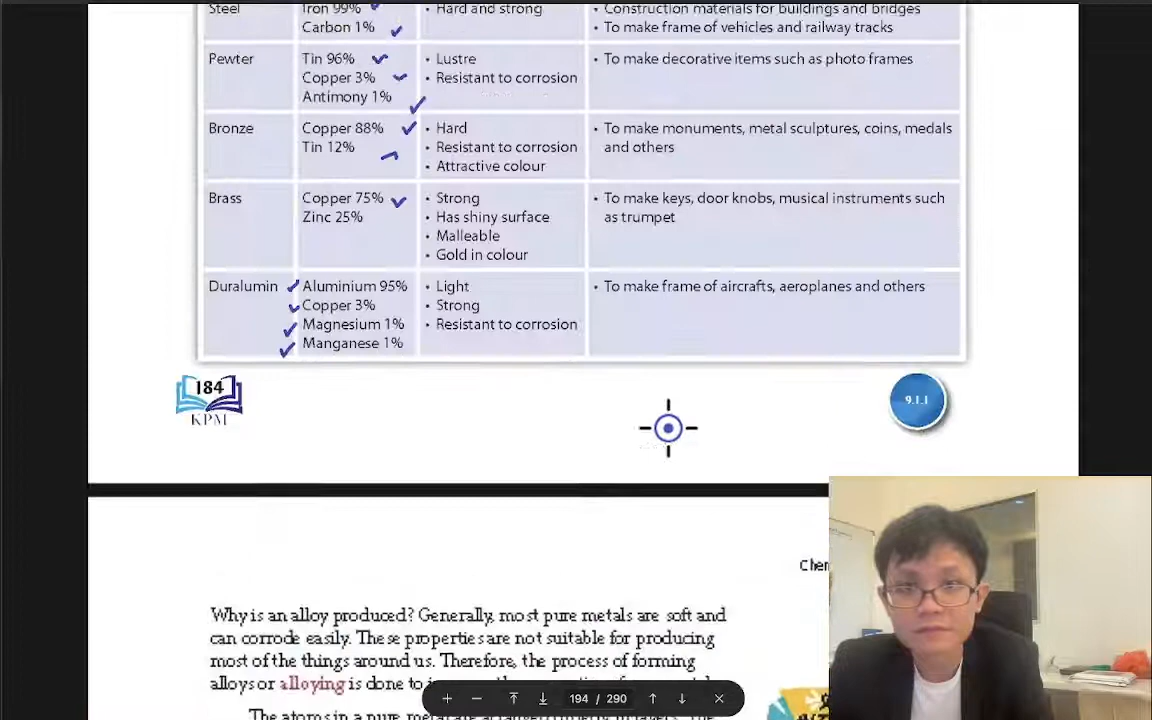 Steel
Iron 99%
Carbon 1%
• Hard and strong
• Construction materials for buildings and bridges
• To make frame of vehicles and railway tracks
Pewter
Tin 96%
Copper 3%
Antimony 1%
• Lustre
• Resistant to corrosion
• To make decorative items such as photo frames
Bronze
Copper 88%
Tin 12%
• Hard
• Resistant to corrosion
• Attractive colour
• To make monuments, metal sculptures, coins, medals
and others
Brass
Copper 75%
Zinc 25%
• Strong
• Has shiny surface
• Malleable
• Gold in colour
• To make keys, door knobs, musical instruments such
as trumpet
Duralumin
Aluminium 95%
Copper 3%
Magnesium 1%
Manganese 1%
• Light
• Strong
• Resistant to corrosion
• To make frame of aircrafts, aeroplanes and others
184
KPM
9.1.1
Why is an alloy produced? Generally, most pure metals are soft and
can corrode easily. These properties are not suitable for producing
most of the things around us. Therefore, the process of forming
alloys or alloying is done to
194 / 290
The atoms in a pure metal are